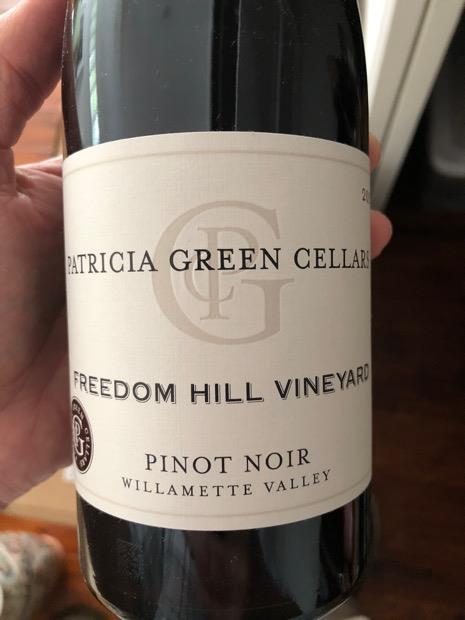 PATRICIA GREEN CELLARS
FREEDOM HILL VINEYARD
PINOT NOIR
WILLAMETTE VALLEY